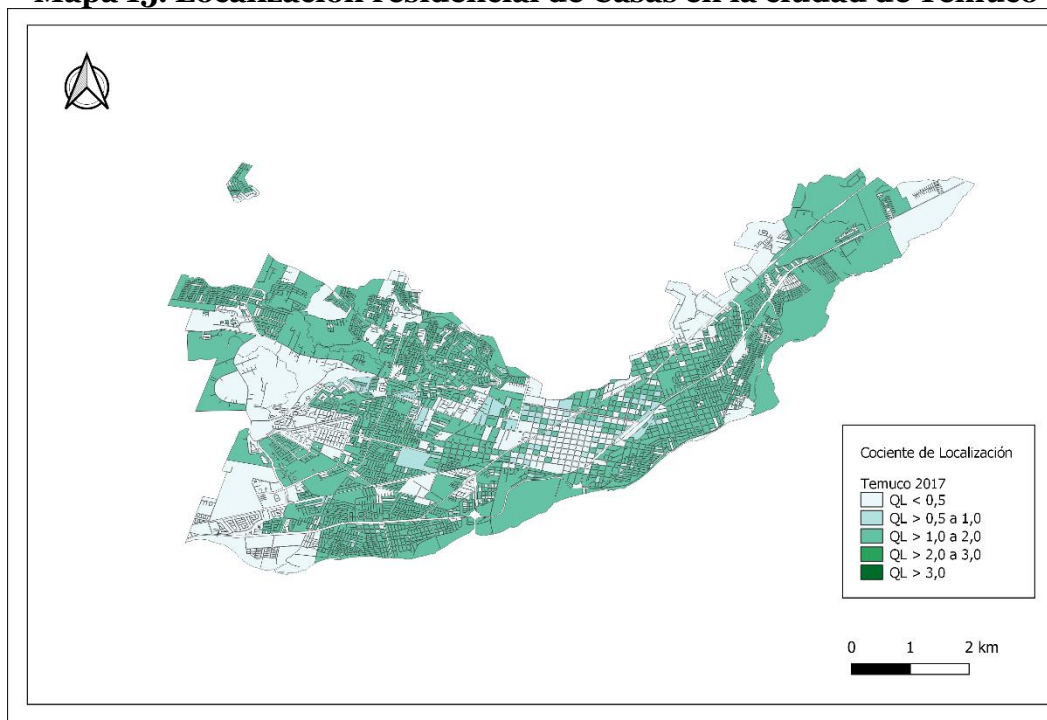 Mapa 15. Localización residencial de Casas en la ciudad de Temuco
Cociente de Localización
Temuco 2017
QL < 0,5
QL > 0,5 a 1,0
QL > 1,0 a 2,0
QL > 2,0 a 3,0
QL > 3,0
0 1 2 km